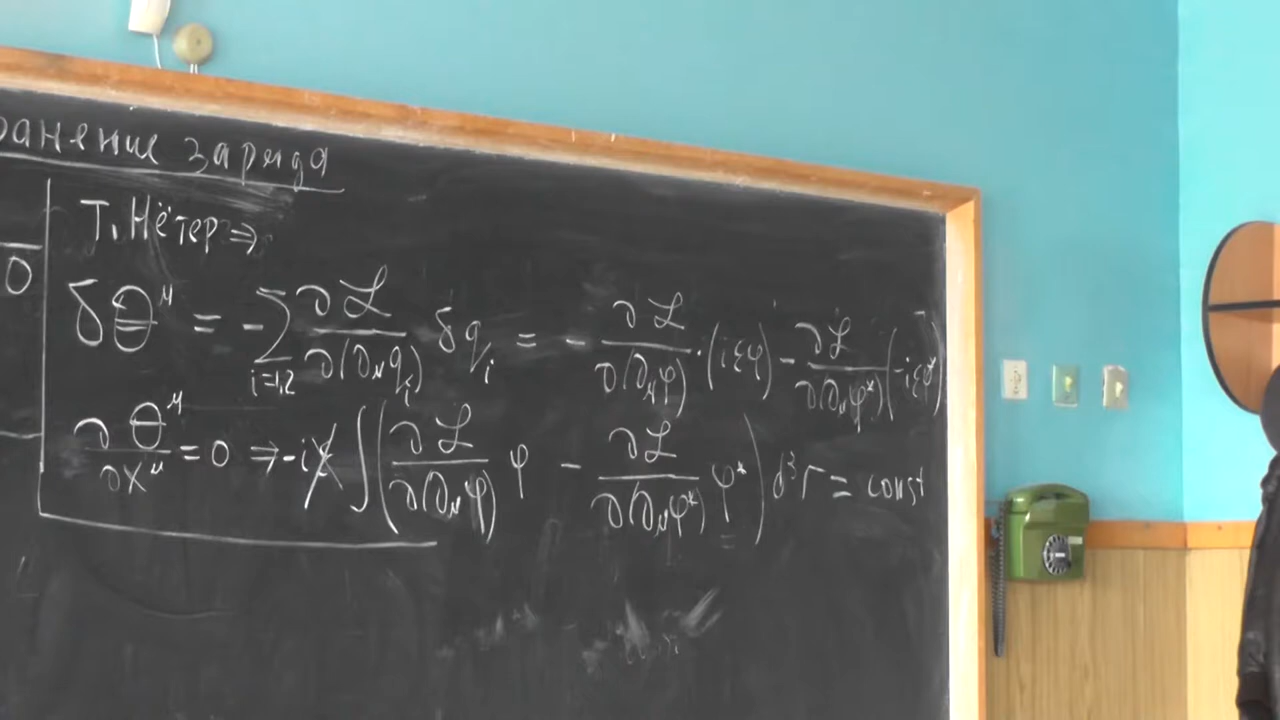 ранение заряда
Т. Нётер ⇒
0
δΘ^μ = -∑_{i=1,2} ∂ℒ/∂(∂_μ q_i) δq_i = - ∂ℒ/∂(∂_μ φ) · (iεφ) - ∂ℒ/∂(∂_μ φ*) (-iεφ*)
∂Θ^μ/∂x^μ = 0 ⇒ -iε ∫(∂ℒ/∂(∂_μ φ) φ - ∂ℒ/∂(∂_μ φ*) φ*) d³r = const